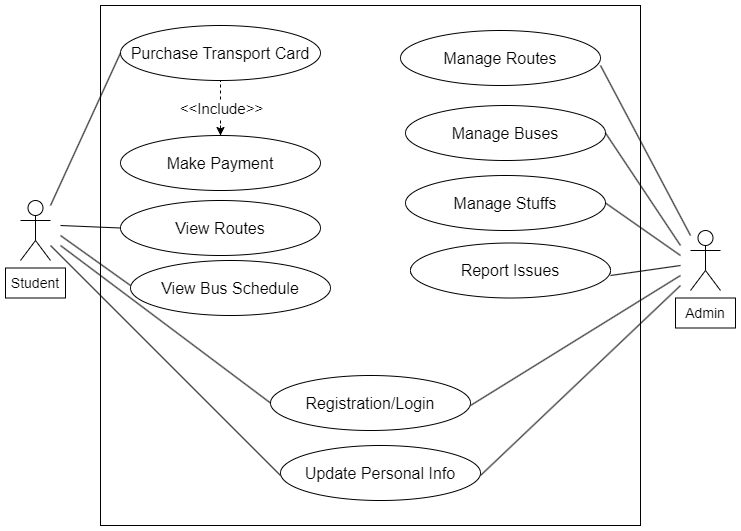 Purchase Transport Card
<<Include>>
Make Payment
View Routes
View Bus Schedule
Manage Routes
Manage Buses
Manage Stuffs
Report Issues
Student
Admin
Registration/Login
Update Personal Info